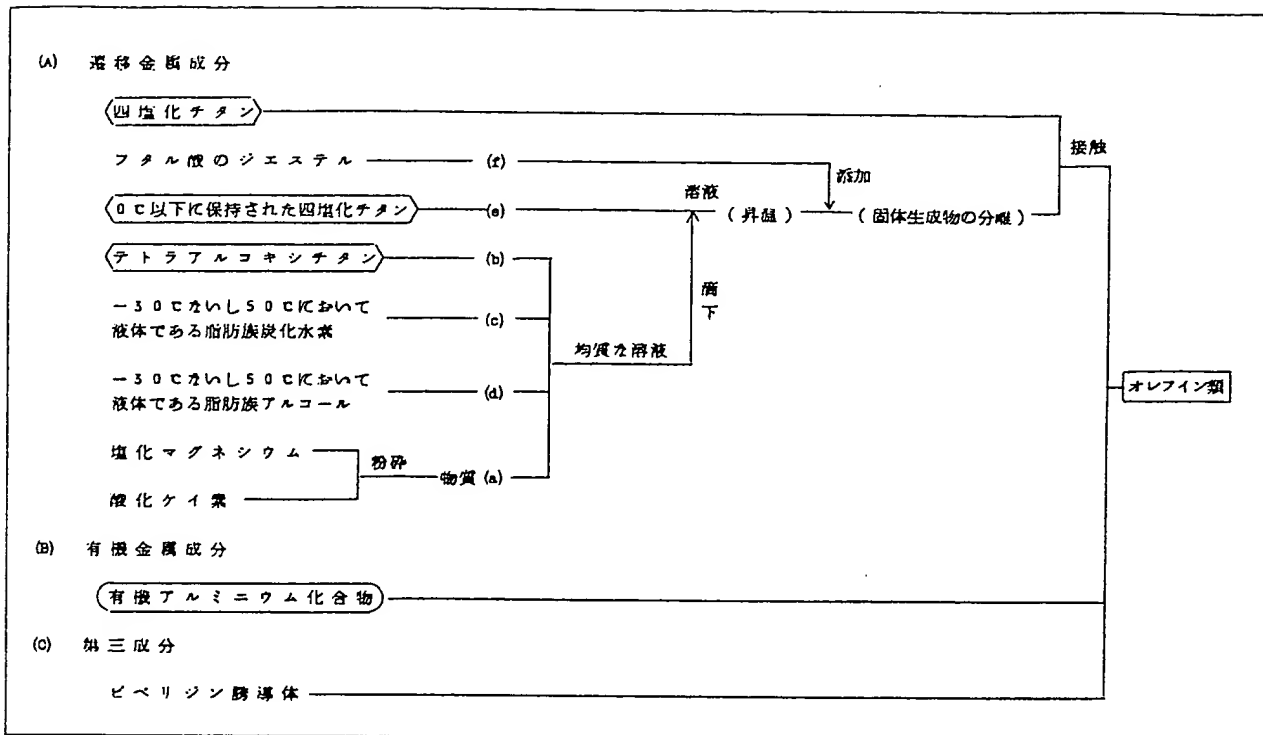 (A) 遷移金属成分
四塩化チタン
接触
フタル酸のジエステル (f)
添加
溶液
0℃以下に保持された四塩化チタン (e) (昇温) (固体生成物の分離)
テトラアルコキシチタン (b)
滴下
-30℃ないし50℃において
液体である脂肪族炭化水素 (c)
均質な溶液
-30℃ないし50℃において
液体である脂肪族アルコール (d)
オレフイン類
塩化マグネシウム
粉砕
物質(a)
酸化ケイ素
(B) 有機金属成分
有機アルミニウム化合物
(C) 第三成分
ピペリジン誘導体